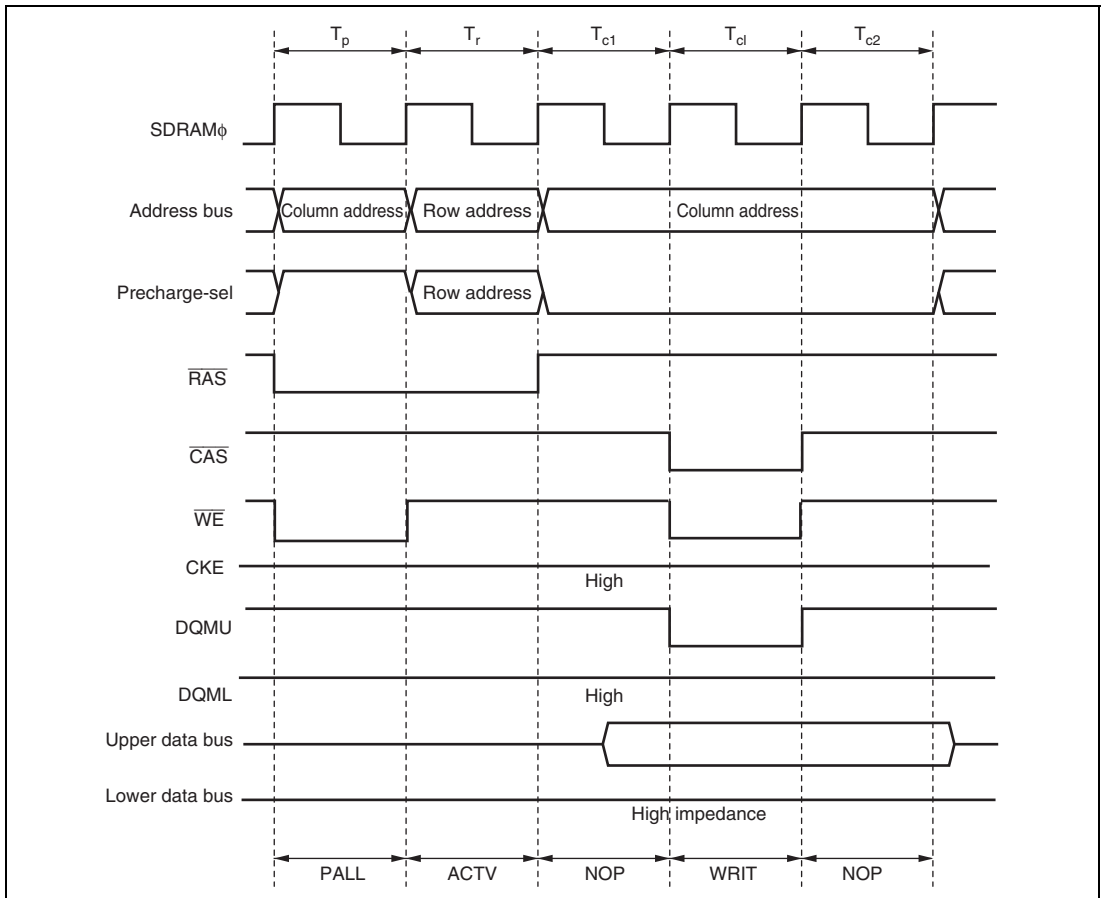 Tp Tr Tc1 Tcl Tc2
SDRAMϕ
Address bus Column address Row address Column address
Precharge-sel Row address
RAS
CAS
WE
CKE
High
DQMU
DQML High
Upper data bus
Lower data bus
High impedance
PALL ACTV NOP WRIT NOP